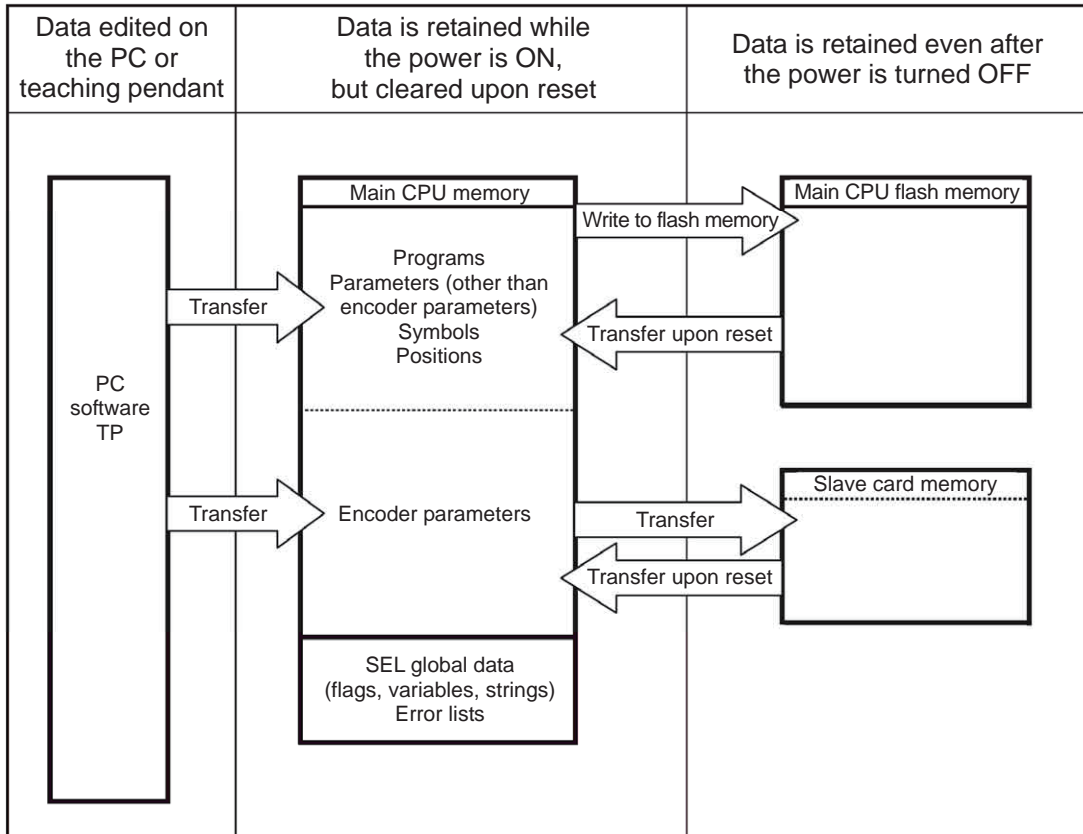 Data edited on
the PC or
teaching pendant
Data is retained while
the power is ON,
but cleared upon reset
Data is retained even after
the power is turned OFF
PC
software
TP
Transfer
Transfer
Main CPU memory
Programs
Parameters (other than
encoder parameters)
Symbols
Positions
Encoder parameters
SEL global data
(flags, variables, strings)
Error lists
Write to flash memory
Transfer upon reset
Transfer
Transfer upon reset
Main CPU flash memory
Slave card memory